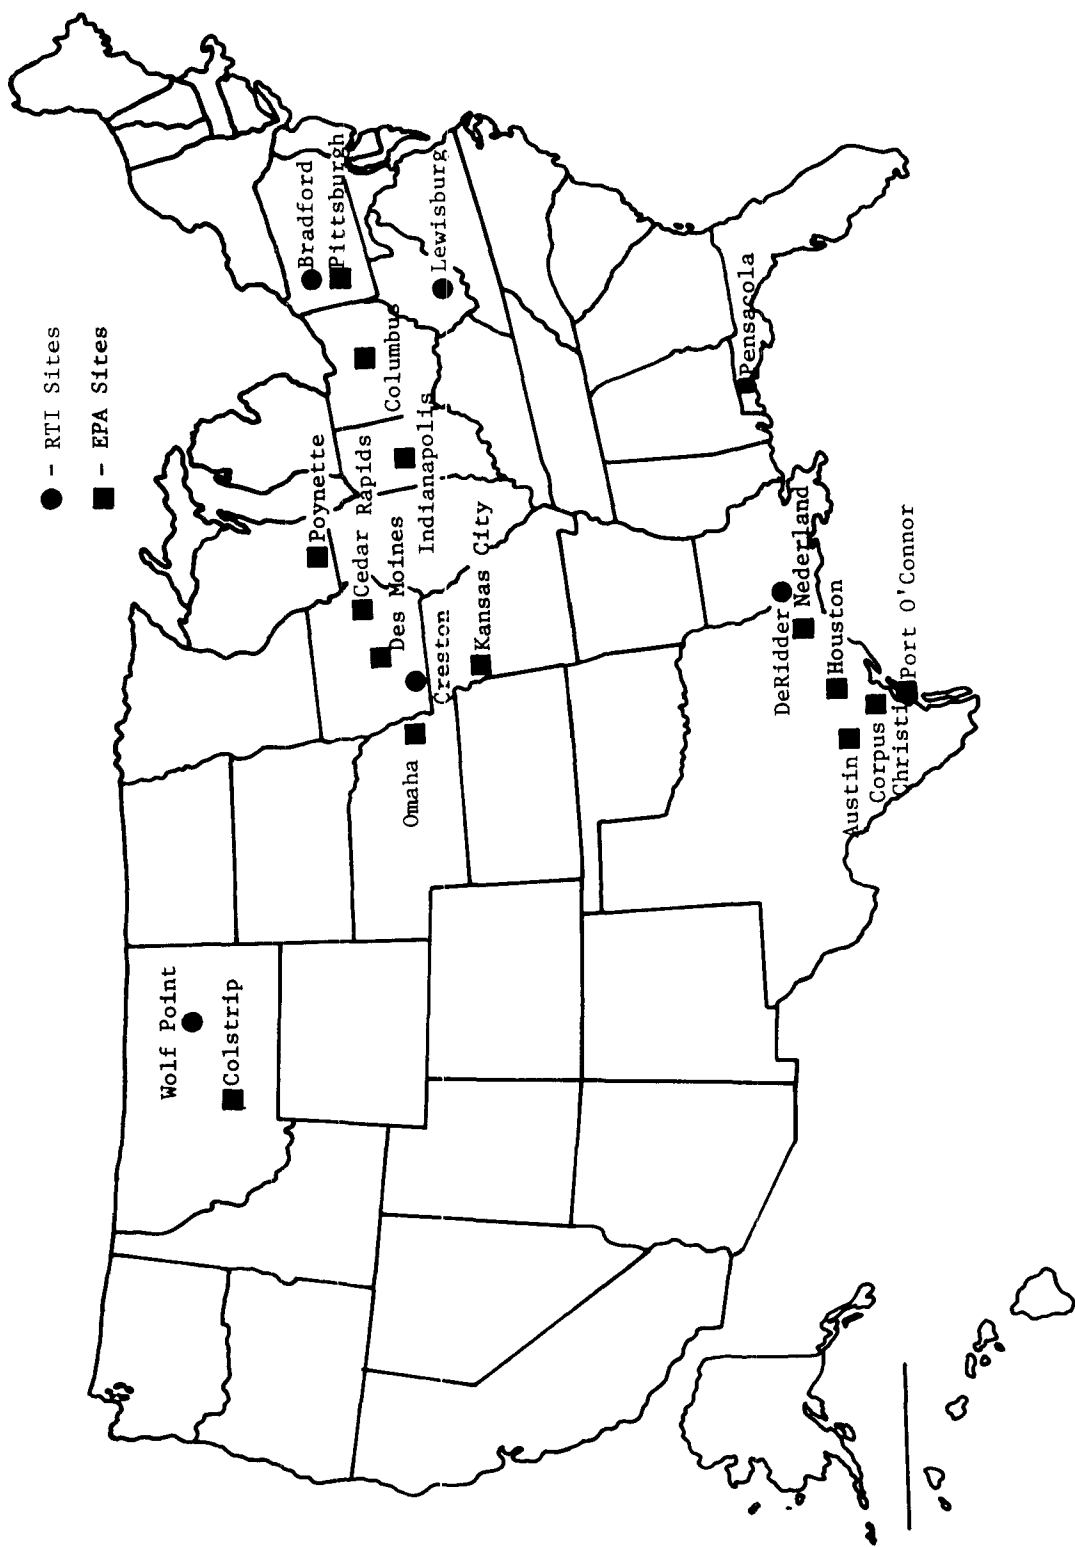 ● - RTI Sites
■ - EPA Sites
Wolf Point
Colstrip
Bradford
Pittsburgh
Lewisburg
Columbus
Indianapolis
Poynette
Cedar Rapids
Des Moines
Creston
Omaha
Kansas City
Pensacola
DeRidder
Nederland
Houston
Austin
Corpus
Christi
Port O'Connor